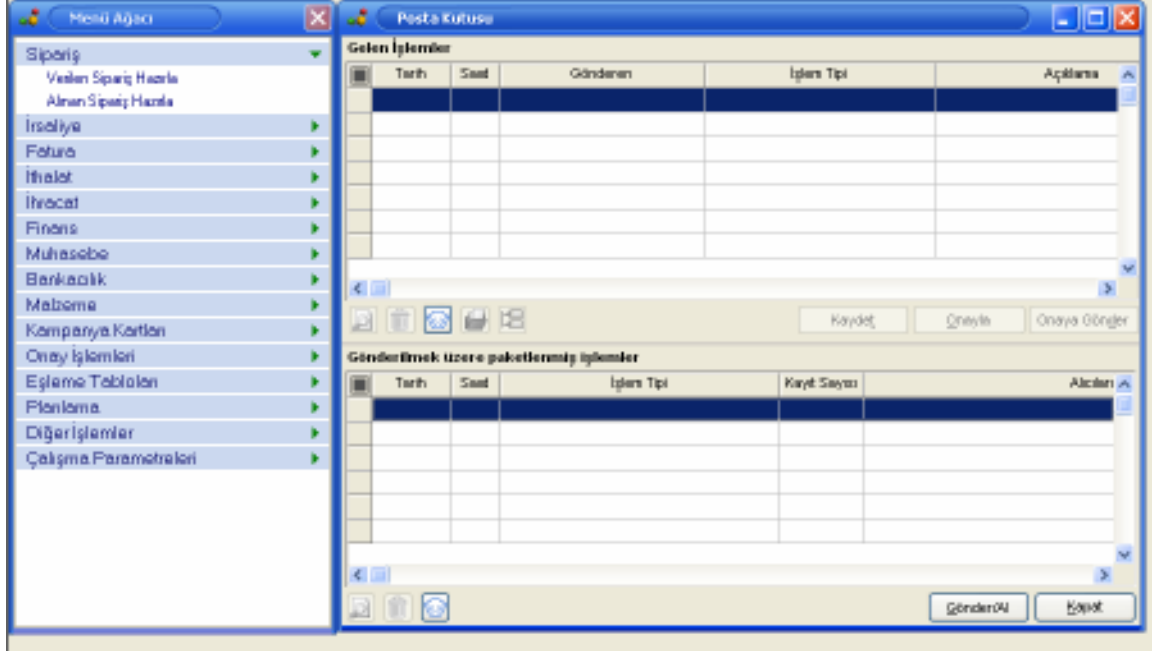 Menü Ağacı
Sipariş
Verilen Sipariş Hazırla
Alınan Sipariş Hazırla
İrsaliye
Fatura
İthalat
İhracat
Finans
Muhasebe
Bankacılık
Malzeme
Kampanya Kartları
Onay İşlemleri
Eşleme Tabloları
Planlama
Diğer İşlemler
Çalışma Parametreleri
Posta Kutusu
Gelen İşlemler
Tarih Saat Gönderen İşlem Tipi Açıklama
Kaydet Onayla Onaya Gönder
Gönderilmek üzere paketlenmiş işlemler
Tarih Saat İşlem Tipi Kayıt Sayısı Alıcıları
Gönder/Al Kapat